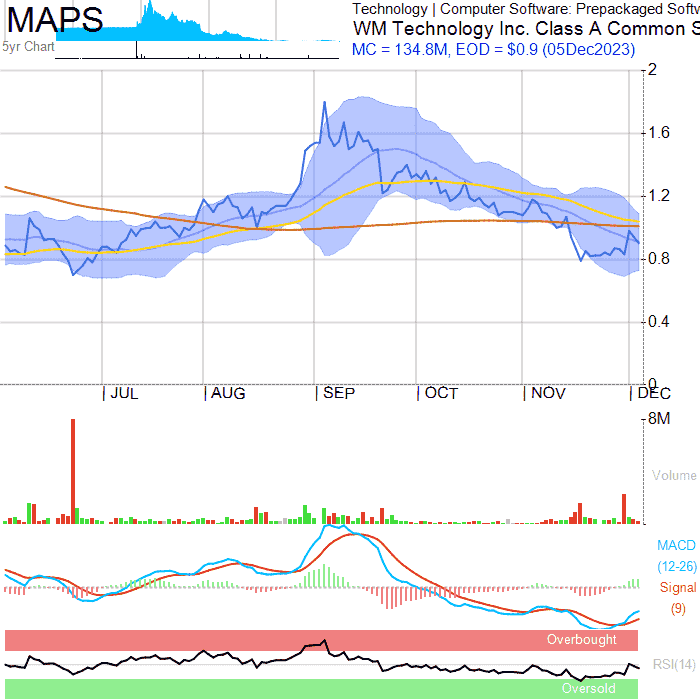 MAPS
5yr Chart
Technology | Computer Software: Prepackaged Softw
WM Technology Inc. Class A Common S
MC = 134.8M, EOD = $0.9 (05Dec2023)
2
1.6
1.2
0.8
0.4
0
JUL AUG SEP OCT NOV DEC
8M
Volume
MACD
(12-26)
Signal
(9)
Overbought
RSI(14)
Oversold